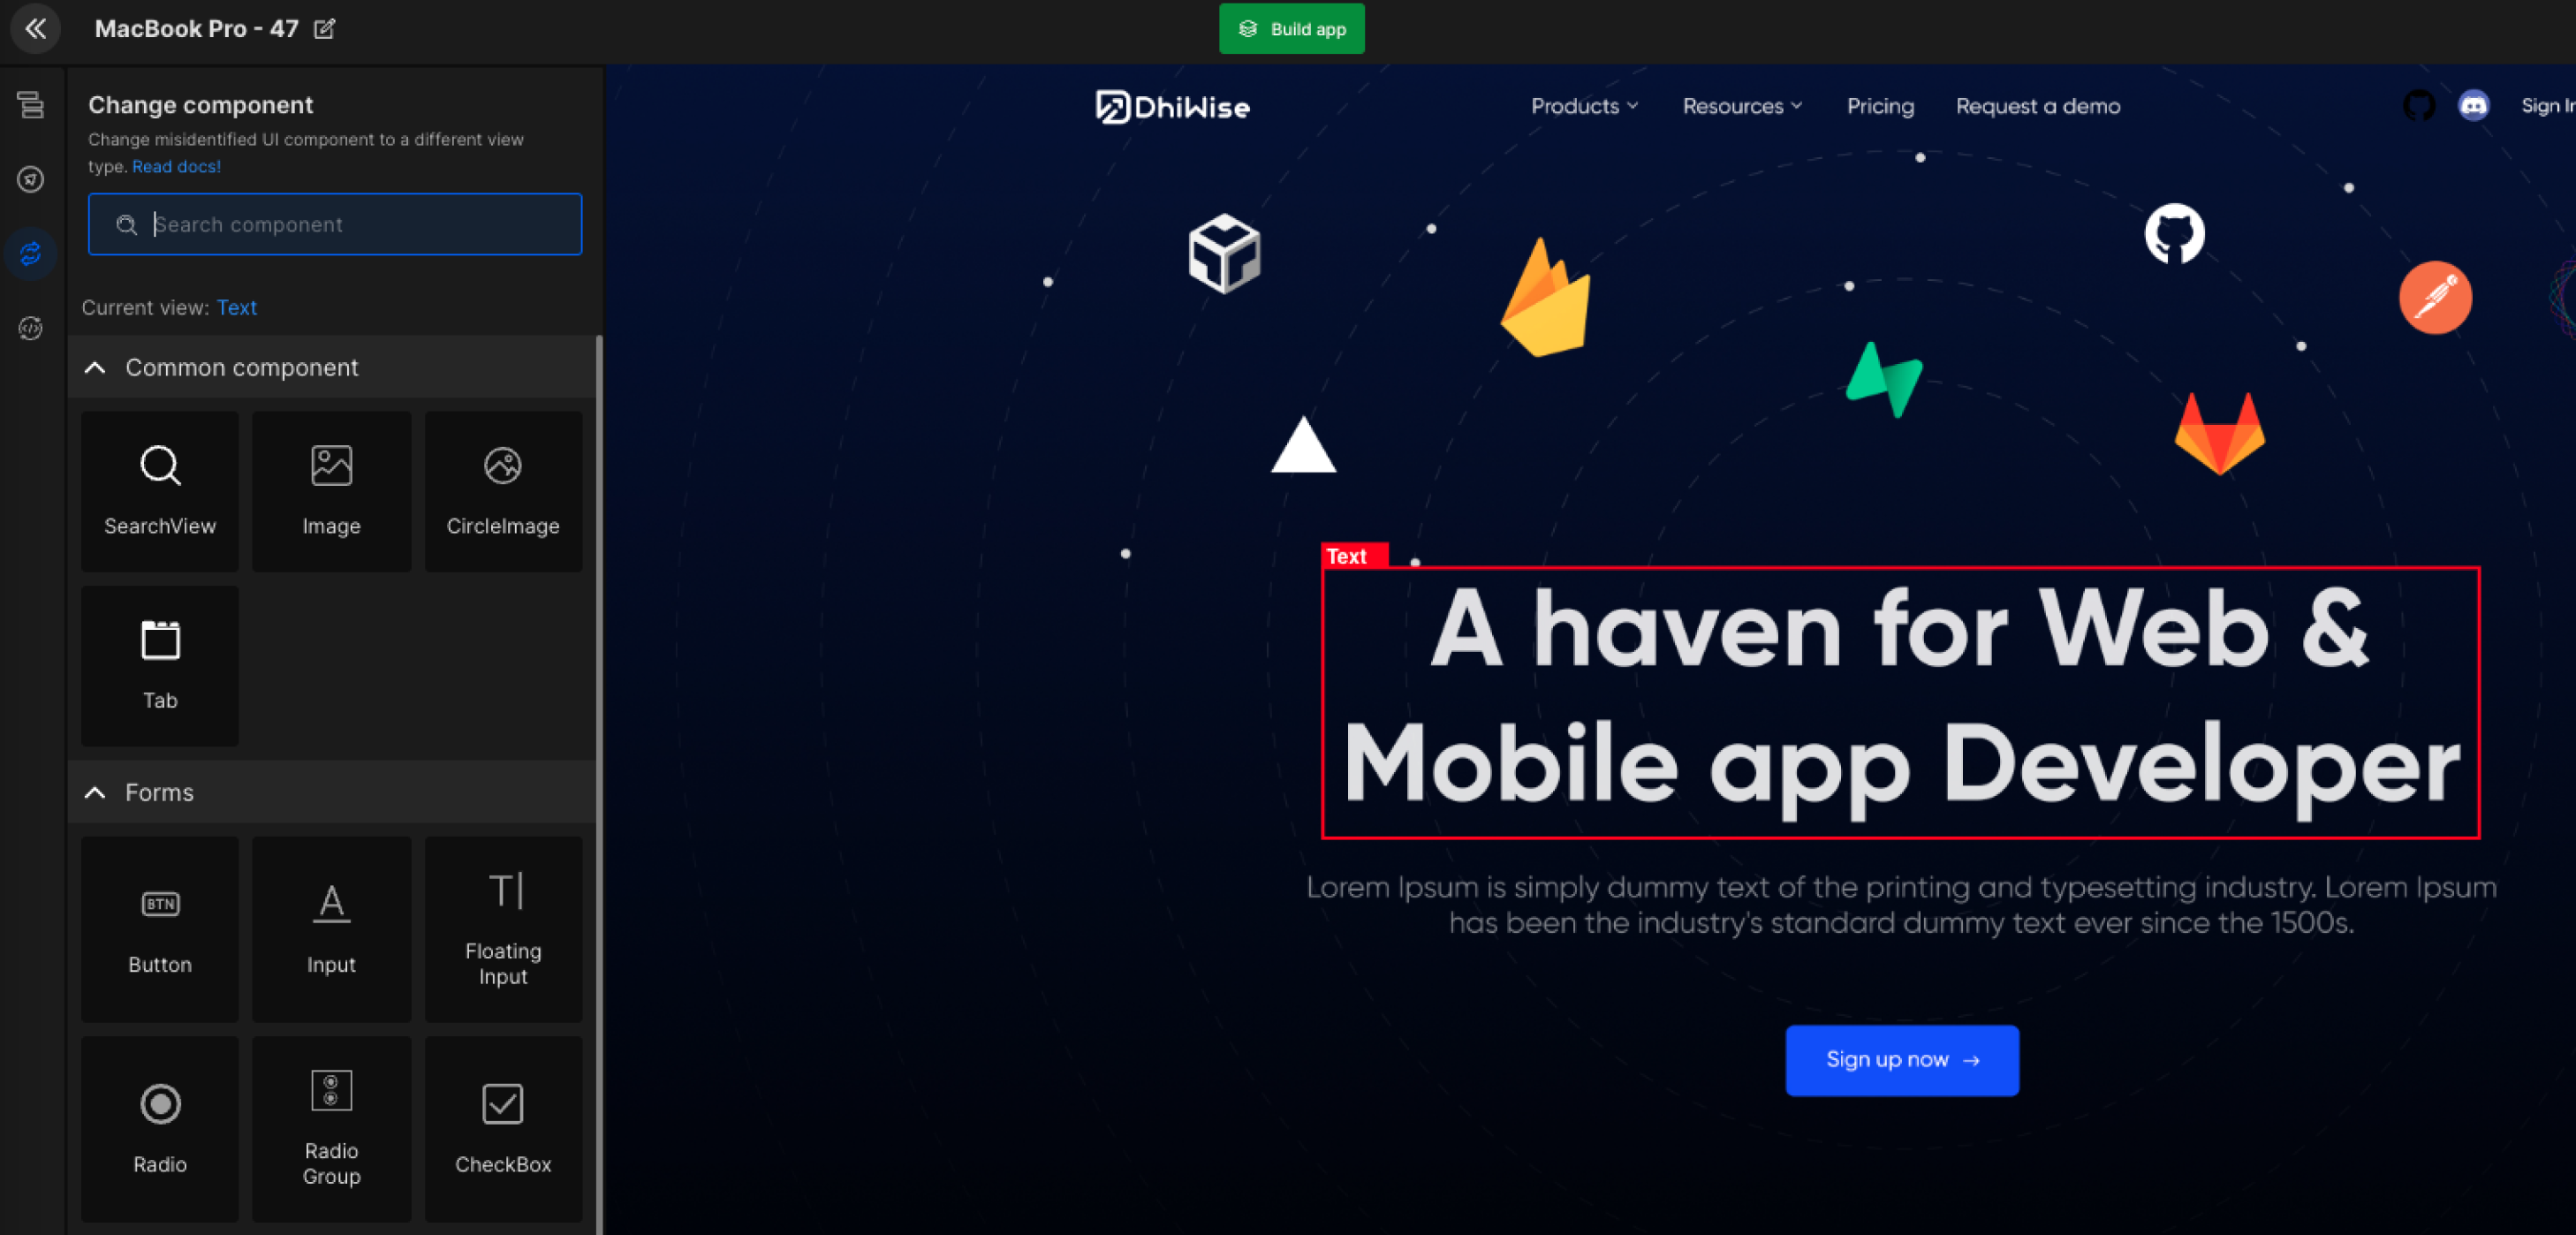 MacBook Pro - 47
Build app
Change component
Change misidentified UI component to a different view
type. Read docs!
Search component
Current view: Text
Common component
SearchView
Image
CircleImage
Tab
Forms
BTN
Button
A
Input
T|
Floating
Input
Radio
Radio
Group
CheckBox
DhiWise
Products
Resources
Pricing
Request a demo
Sign In
Text
A haven for Web &
Mobile app Developer
Lorem Ipsum is simply dummy text of the printing and typesetting industry. Lorem Ipsum
has been the industry's standard dummy text ever since the 1500s.
Sign up now →